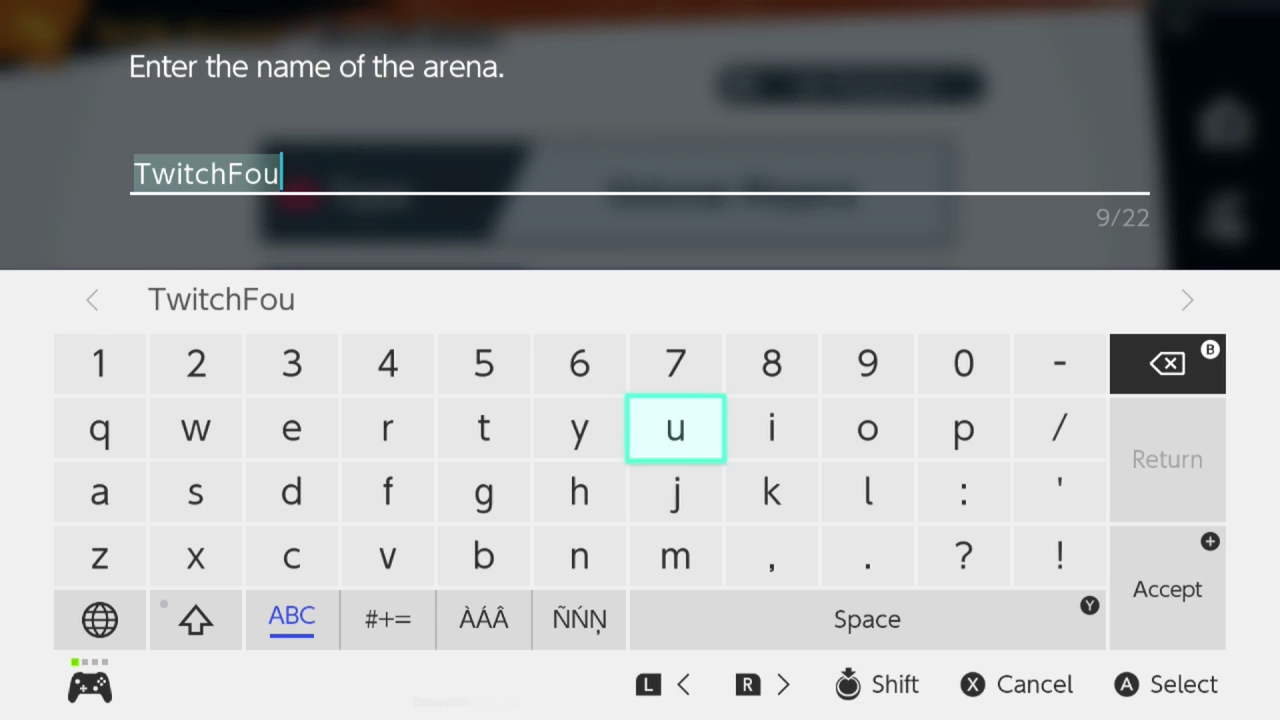 Enter the name of the arena.
TwitchFou
9/22
TwitchFou
1 2 3 4 5 6 7 8 9 0 - B
q w e r t y u i o p /
Return
a s d f g h j k l : '
z x c v b n m , . ? ! +
Accept
ABC #+= ÀÁÂ ÑŃŅ Space Y
L < R > Shift X Cancel A Select